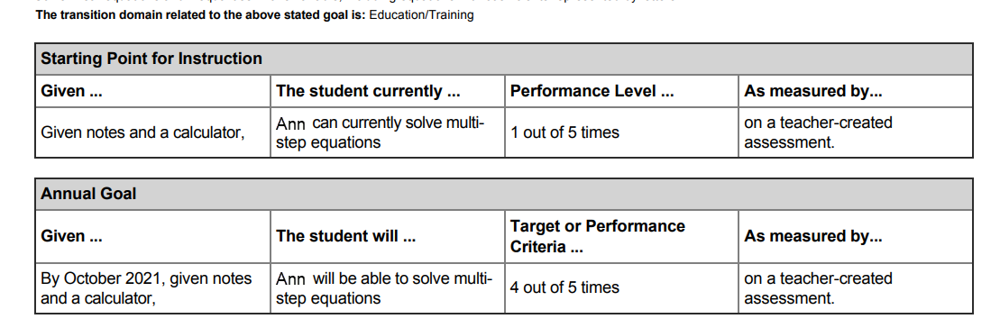 The transition domain related to the above stated goal is: Education/Training
Starting Point for Instruction
Given ... The student currently ... Performance Level ... As measured by...
Given notes and a calculator, Ann can currently solve multi-step equations 1 out of 5 times on a teacher-created assessment.
Annual Goal
Given ... The student will ... Target or Performance Criteria ... As measured by...
By October 2021, given notes and a calculator, Ann will be able to solve multi-step equations 4 out of 5 times on a teacher-created assessment.